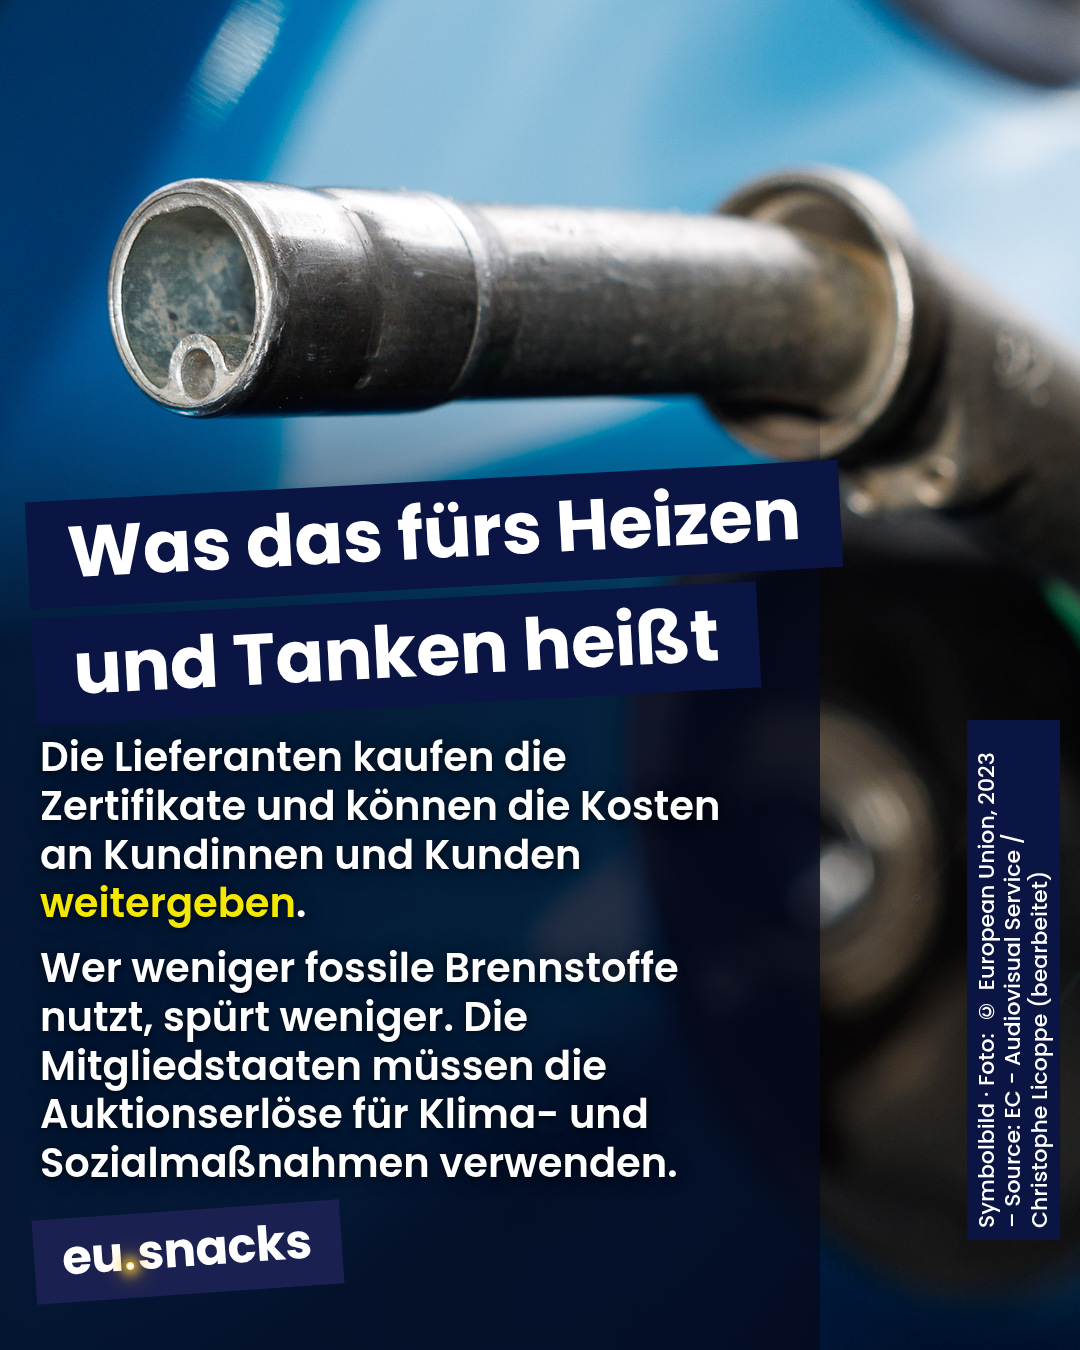 Was das fürs Heizen
und Tanken heißt
Die Lieferanten kaufen die
Zertifikate und können die Kosten
an Kundinnen und Kunden
weitergeben.
Wer weniger fossile Brennstoffe
nutzt, spürt weniger. Die
Mitgliedstaaten müssen die
Auktionserlöse für Klima- und
Sozialmaßnahmen verwenden.
eu.snacks
Symbolbild · Foto: © European Union, 2023
– Source: EC – Audiovisual Service /
Christophe Licoppe (bearbeitet)